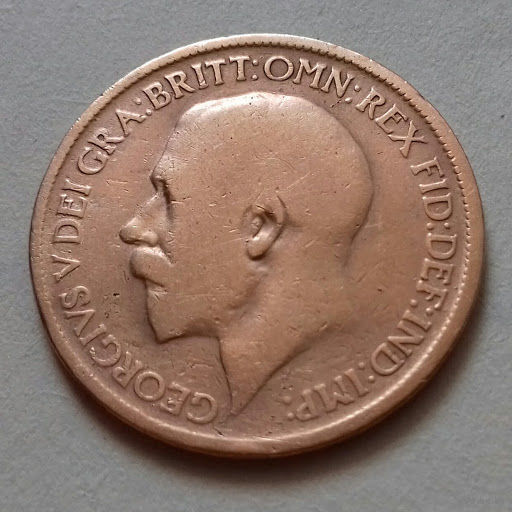 GEORGIVS V DEI GRA: BRITT: OMN: REX FID: DEF: IND: IMP: